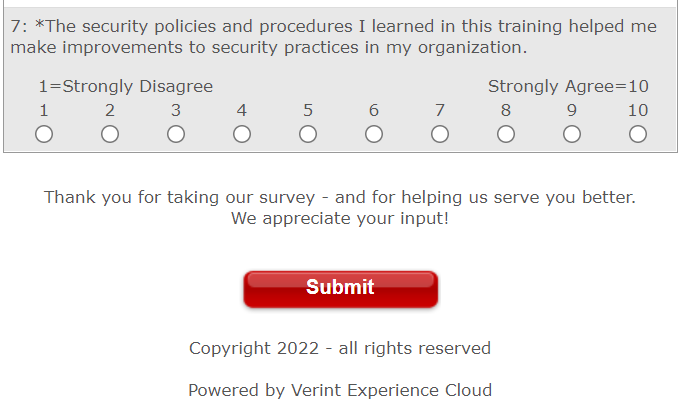 7: *The security policies and procedures I learned in this training helped me
make improvements to security practices in my organization.
1=Strongly Disagree Strongly Agree=10
1 2 3 4 5 6 7 8 9 10
Thank you for taking our survey - and for helping us serve you better.
We appreciate your input!
Submit
Copyright 2022 - all rights reserved
Powered by Verint Experience Cloud